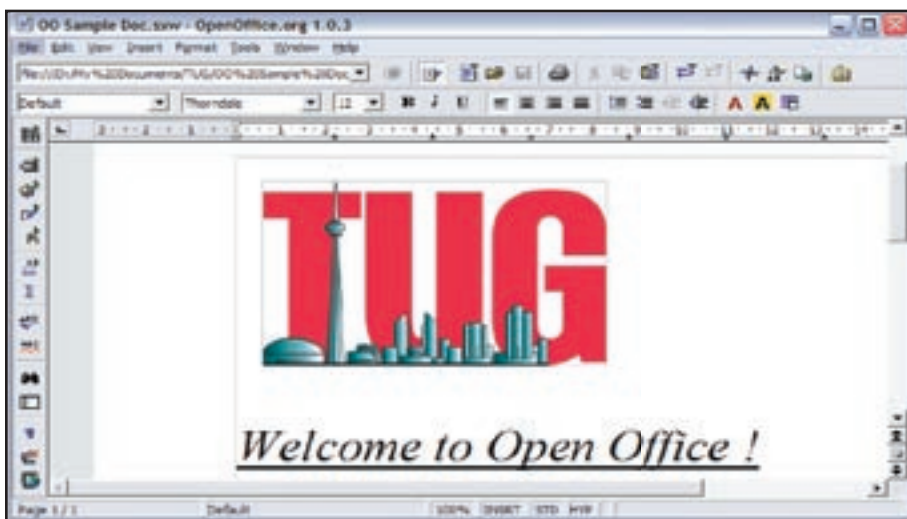 OO Sample Doc.sxw - OpenOffice.org 1.0.3
File Edit View Insert Format Tools Window Help
Default Thorndale 12 B i U A A
TUG
Welcome to Open Office !
Page 1 / 1 Default 100% INSERT STD HYP